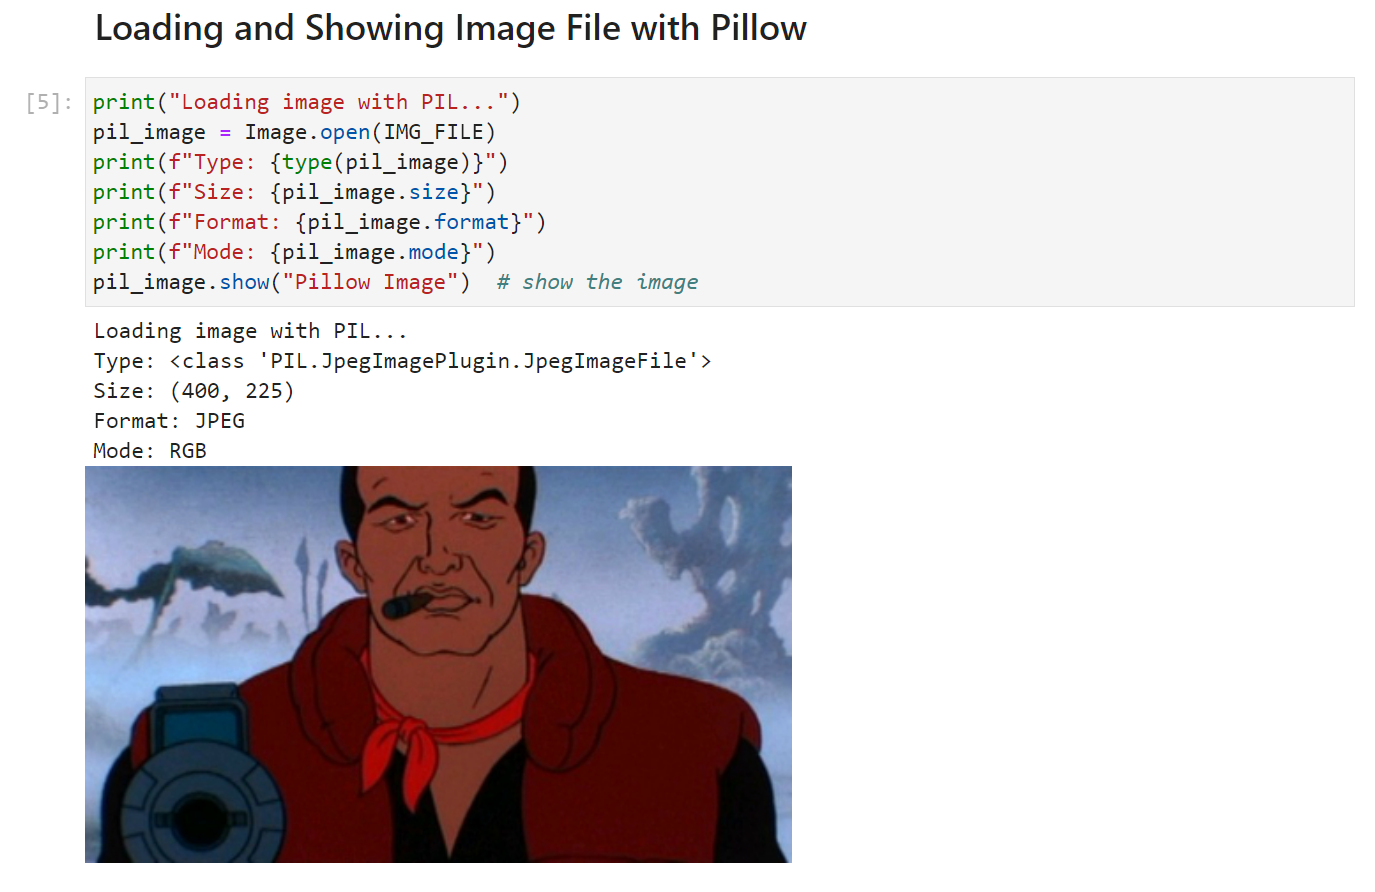 Loading and Showing Image File with Pillow
[5]:
print("Loading image with PIL...")
pil_image = Image.open(IMG_FILE)
print(f"Type: {type(pil_image)}")
print(f"Size: {pil_image.size}")
print(f"Format: {pil_image.format}")
print(f"Mode: {pil_image.mode}")
pil_image.show("Pillow Image")  # show the image
Loading image with PIL...
Type: <class 'PIL.JpegImagePlugin.JpegImageFile'>
Size: (400, 225)
Format: JPEG
Mode: RGB